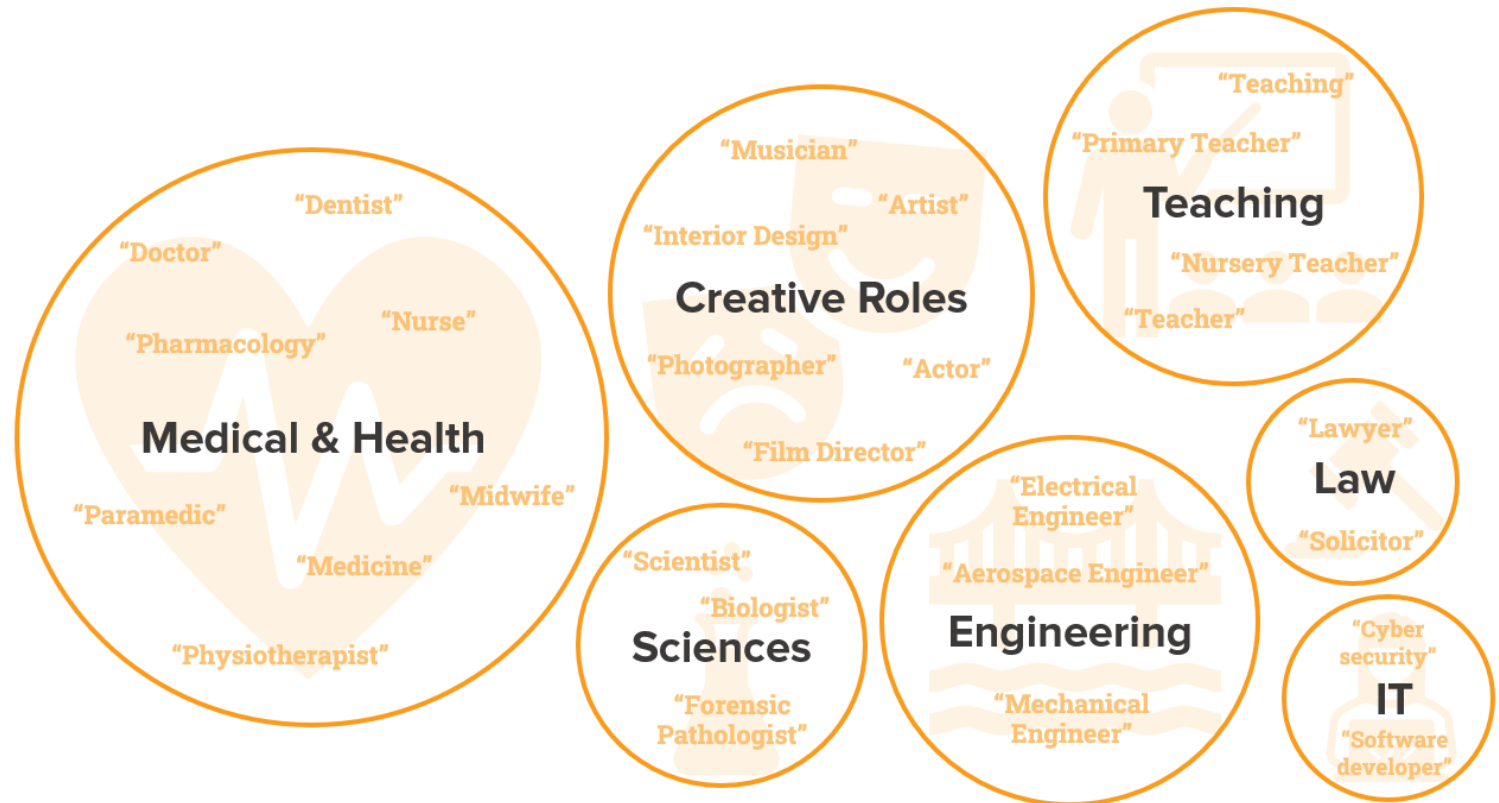 “Dentist”
“Doctor”
“Nurse”
“Pharmacology”
Medical & Health
“Midwife”
“Paramedic”
“Medicine”
“Physiotherapist”
“Musician”
“Artist”
“Interior Design”
Creative Roles
“Photographer”
“Actor”
“Film Director”
“Teaching”
“Primary Teacher”
Teaching
“Nursery Teacher”
“Teacher”
“Scientist”
“Biologist”
Sciences
“Forensic
Pathologist”
“Electrical
Engineer”
“Aerospace Engineer”
Engineering
“Mechanical
Engineer”
“Lawyer”
Law
“Solicitor”
“Cyber
security”
IT
“Software
developer”